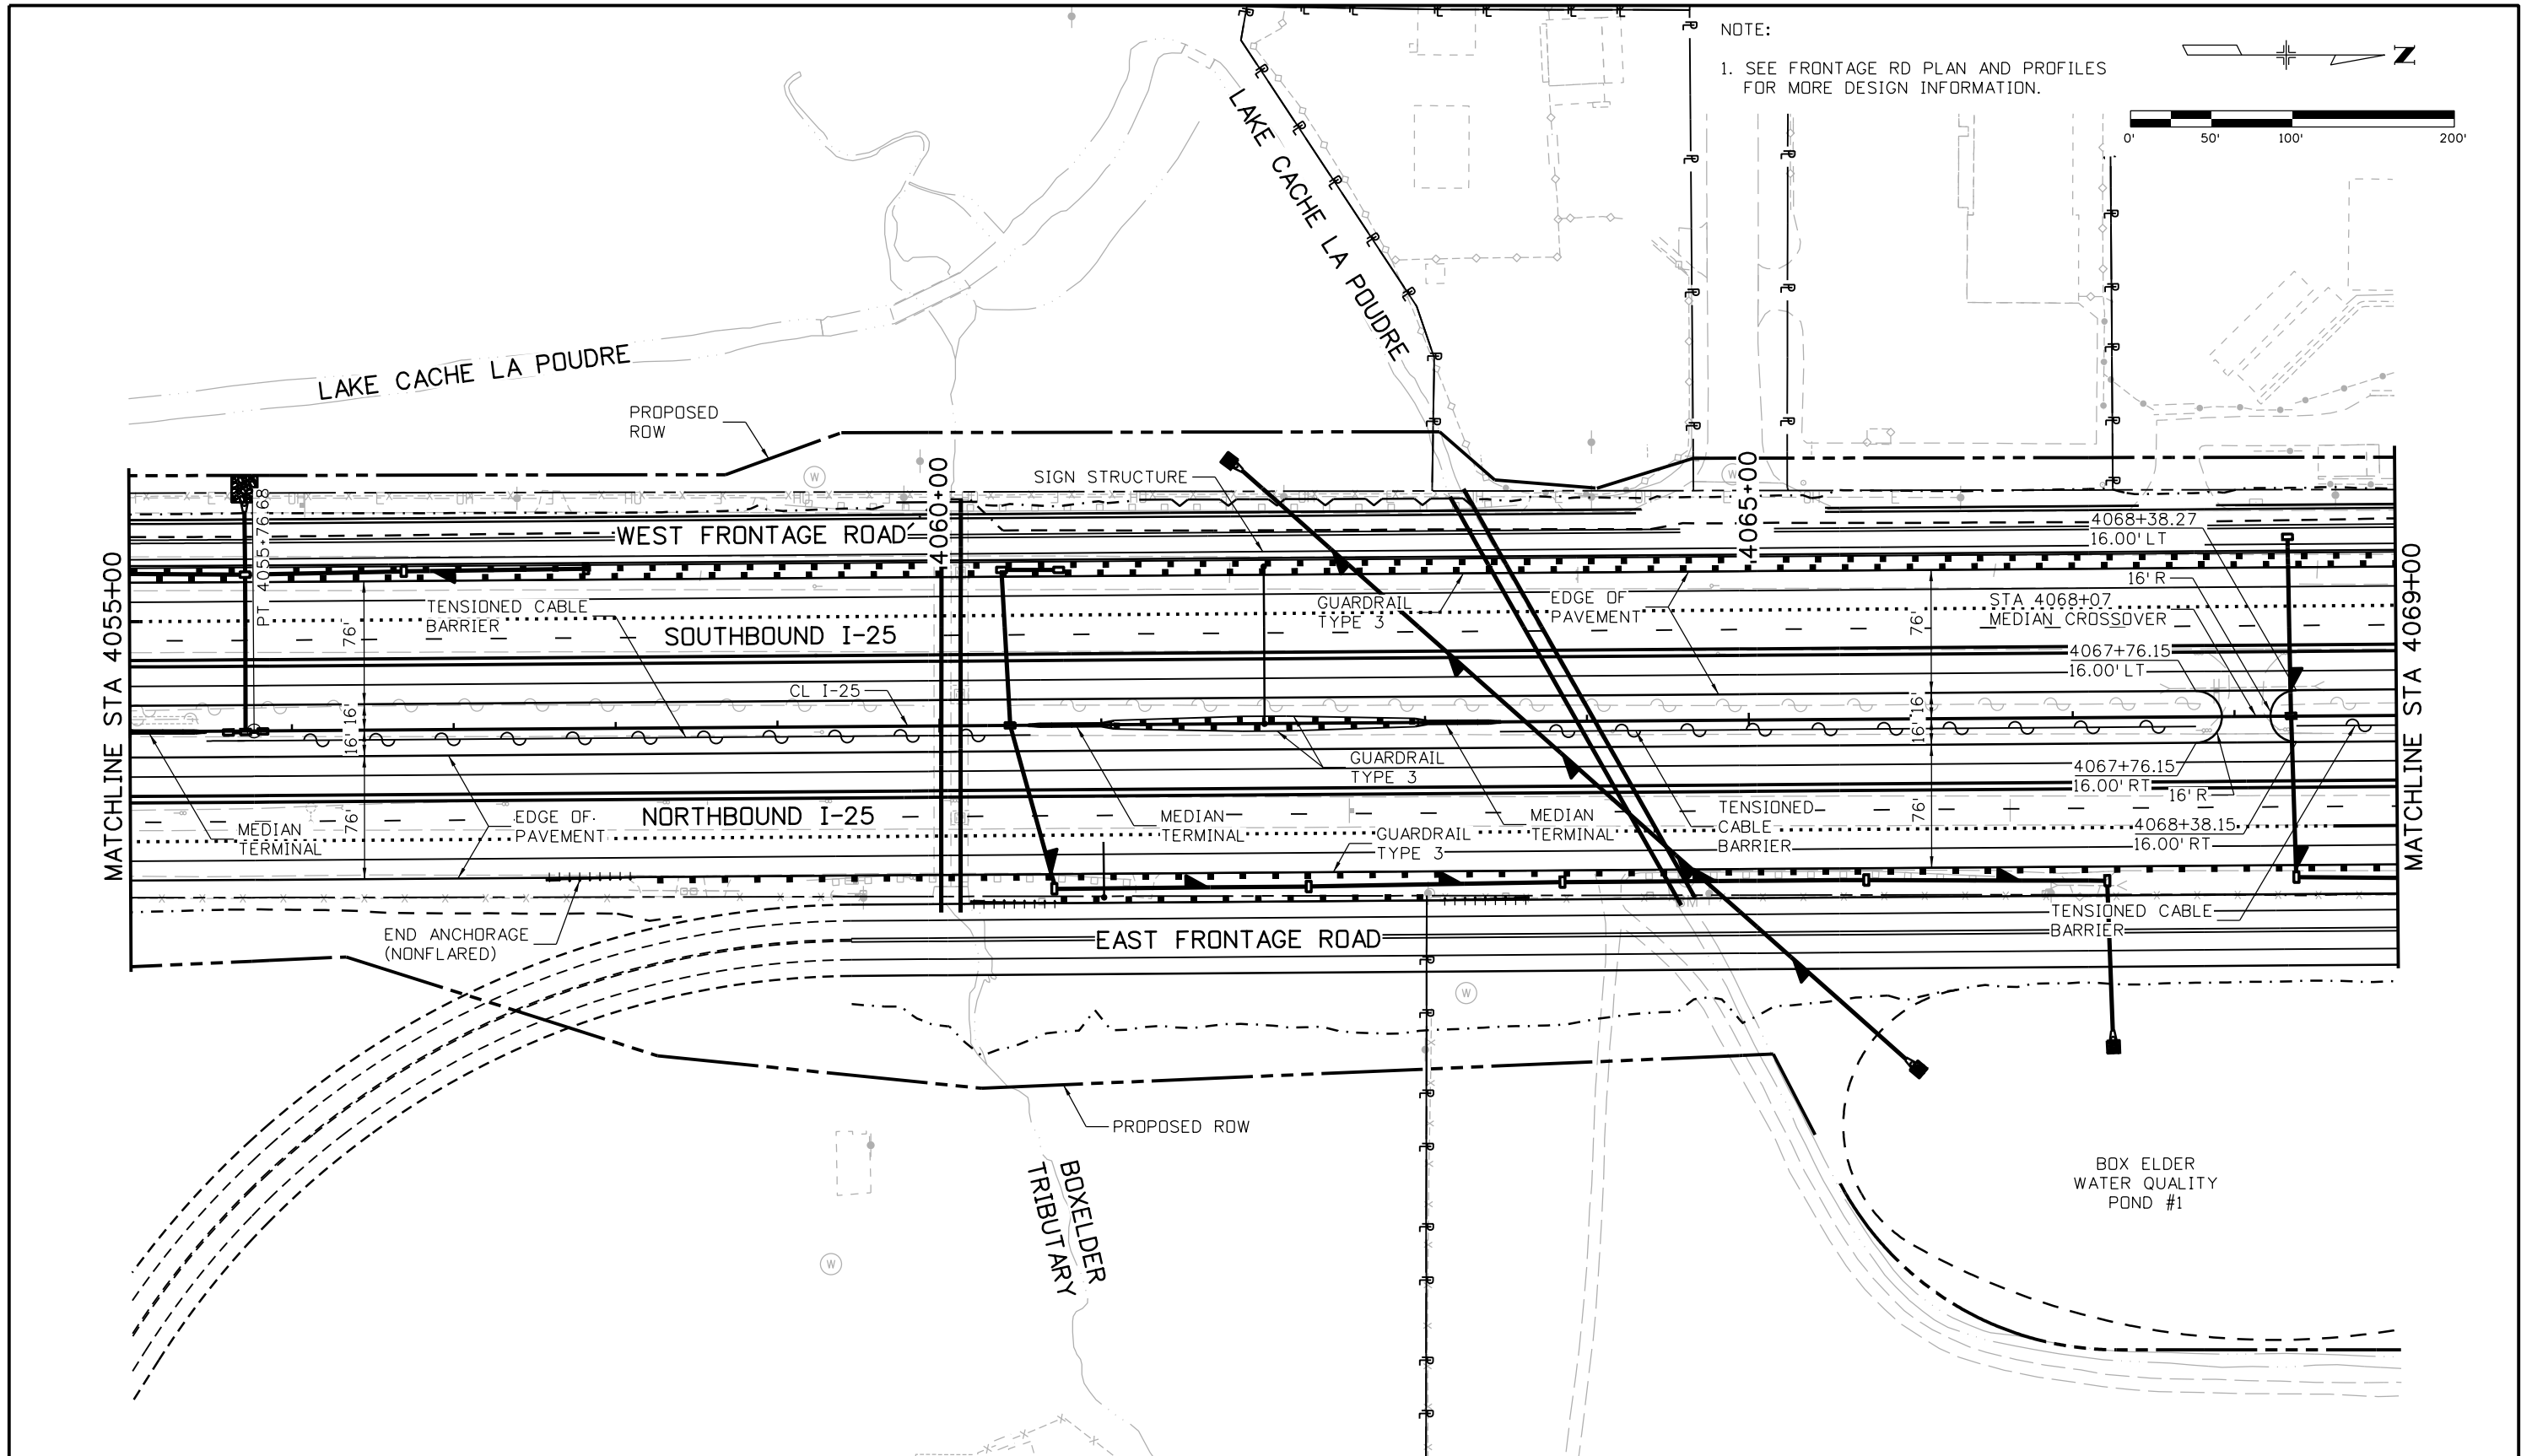 NOTE:
1. SEE FRONTAGE RD PLAN AND PROFILES
FOR MORE DESIGN INFORMATION.
N
0'
50'
100'
200'
LAKE CACHE LA POUDRE
LAKE CACHE LA POUDRE
PROPOSED
ROW
SIGN STRUCTURE
4060+00
4065+00
W
W
MATCHLINE STA 4055+00
MATCHLINE STA 4069+00
PT 4055+76.68
WEST FRONTAGE ROAD
4068+38.27
16.00' LT
16' R
STA 4068+07
MEDIAN CROSSOVER
4067+76.15
16.00' LT
TENSIONED CABLE
BARRIER
SOUTHBOUND I-25
GUARDRAIL
TYPE 3
EDGE OF
PAVEMENT
76'
76'
CL I-25
16'
16'
16'
16'
GUARDRAIL
TYPE 3
4067+76.15
16.00' RT
16' R
76'
76'
MEDIAN
TERMINAL
EDGE OF
PAVEMENT
NORTHBOUND I-25
MEDIAN
TERMINAL
GUARDRAIL
TYPE 3
MEDIAN
TERMINAL
TENSIONED
CABLE
BARRIER
4068+38.15
16.00' RT
END ANCHORAGE
(NONFLARED)
EAST FRONTAGE ROAD
TENSIONED CABLE
BARRIER
W
PROPOSED ROW
BOXELDER
TRIBUTARY
W
BOX ELDER
WATER QUALITY
POND #1